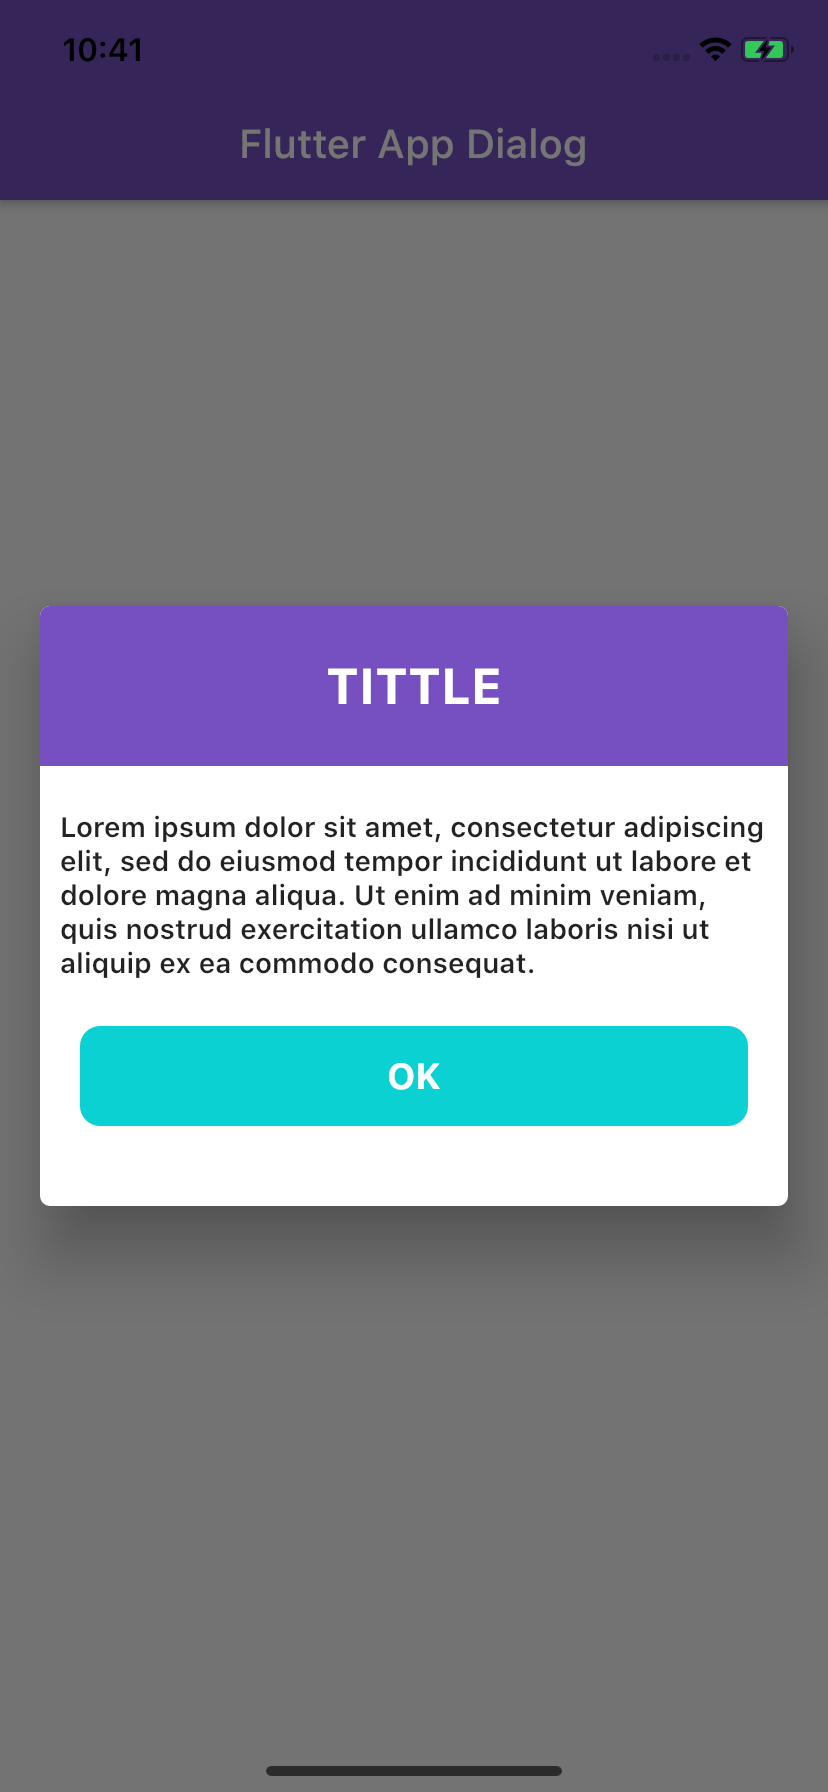 10:41
Flutter App Dialog
TITTLE
Lorem ipsum dolor sit amet, consectetur adipiscing
elit, sed do eiusmod tempor incididunt ut labore et
dolore magna aliqua. Ut enim ad minim veniam,
quis nostrud exercitation ullamco laboris nisi ut
aliquip ex ea commodo consequat.
OK